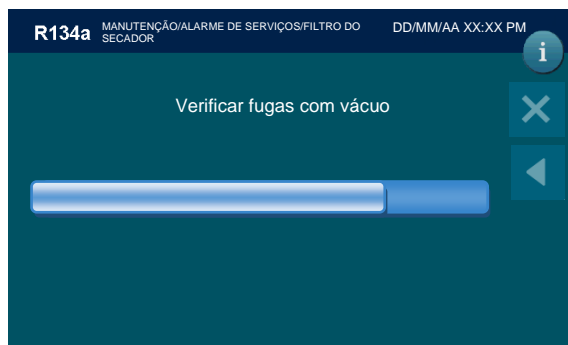 R134a
MANUTENÇÃO/ALARME DE SERVIÇOS/FILTRO DO
SECADOR
DD/MM/AA XX:XX PM
i
Verificar fugas com vácuo